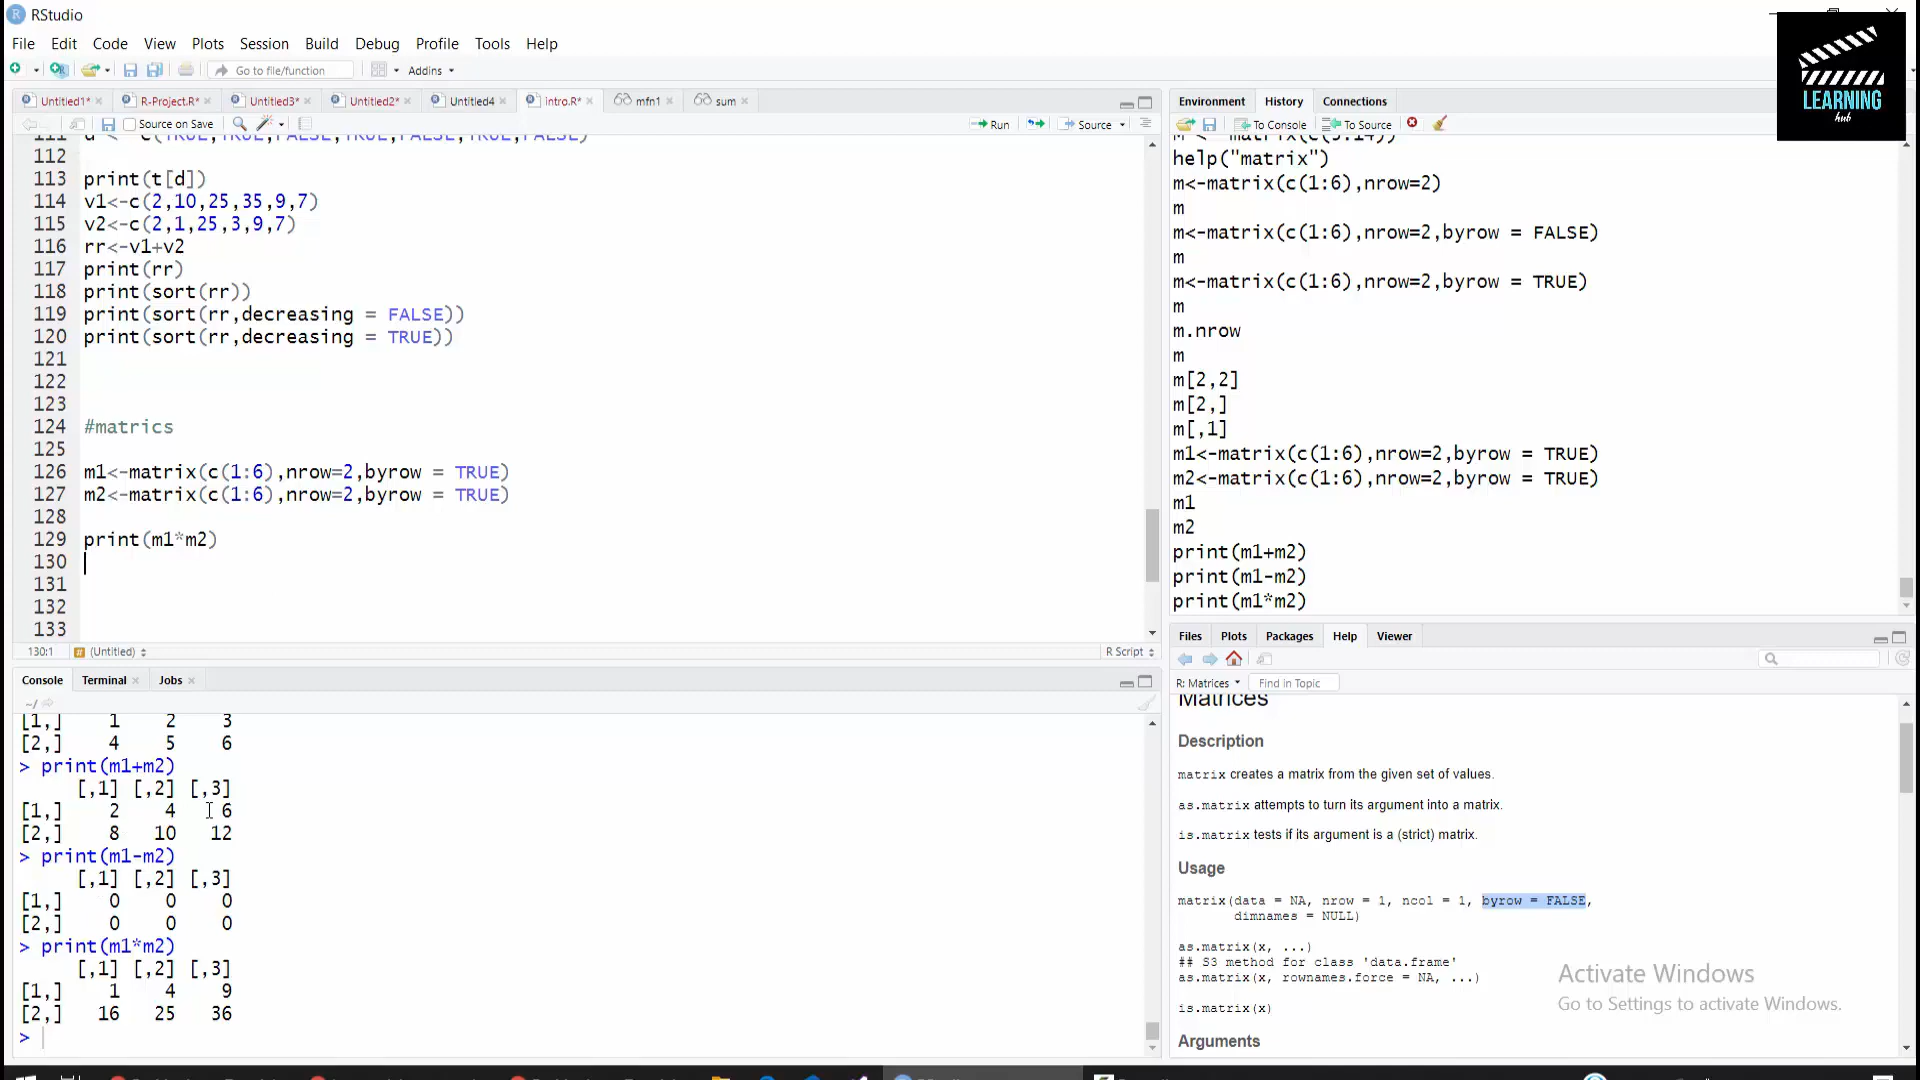 RStudio
File Edit Code View Plots Session Build Debug Profile Tools Help
Go to file/function Addins
Untitled1* R-Project.R* Untitled3* Untitled2* Untitled4 intro.R* mfn1 sum
Source on Save Run Source
111 d <- c(TRUE,TRUE,FALSE,TRUE,FALSE,TRUE,FALSE)
112
113 print(t[d])
114 v1<-c(2,10,25,35,9,7)
115 v2<-c(2,1,25,3,9,7)
116 rr<-v1+v2
117 print(rr)
118 print(sort(rr))
119 print(sort(rr,decreasing = FALSE))
120 print(sort(rr,decreasing = TRUE))
121
122
123
124 #matrics
125
126 m1<-matrix(c(1:6),nrow=2,byrow = TRUE)
127 m2<-matrix(c(1:6),nrow=2,byrow = TRUE)
128
129 print(m1*m2)
130
131
132
133
130:1 (Untitled) R Script
Console Terminal Jobs
~/
[1,] 1 2 3
[2,] 4 5 6
> print(m1+m2)
[,1] [,2] [,3]
[1,] 2 4 6
[2,] 8 10 12
> print(m1-m2)
[,1] [,2] [,3]
[1,] 0 0 0
[2,] 0 0 0
> print(m1*m2)
[,1] [,2] [,3]
[1,] 1 4 9
[2,] 16 25 36
>
Environment History Connections
To Console To Source
LEARNING
hub
help("matrix")
m<-matrix(c(1:6),nrow=2)
m
m<-matrix(c(1:6),nrow=2,byrow = FALSE)
m
m<-matrix(c(1:6),nrow=2,byrow = TRUE)
m
m.nrow
m
m[2,2]
m[2,]
m[,1]
m1<-matrix(c(1:6),nrow=2,byrow = TRUE)
m2<-matrix(c(1:6),nrow=2,byrow = TRUE)
m1
m2
print(m1+m2)
print(m1-m2)
print(m1*m2)
Files Plots Packages Help Viewer
R: Matrices Find in Topic
Matrices
Description
matrix creates a matrix from the given set of values.
as.matrix attempts to turn its argument into a matrix.
is.matrix tests if its argument is a (strict) matrix.
Usage
matrix(data = NA, nrow = 1, ncol = 1, byrow = FALSE,
dimnames = NULL)
as.matrix(x, ...)
## S3 method for class 'data.frame'
as.matrix(x, rownames.force = NA, ...)
is.matrix(x)
Arguments
Activate Windows
Go to Settings to activate Windows.